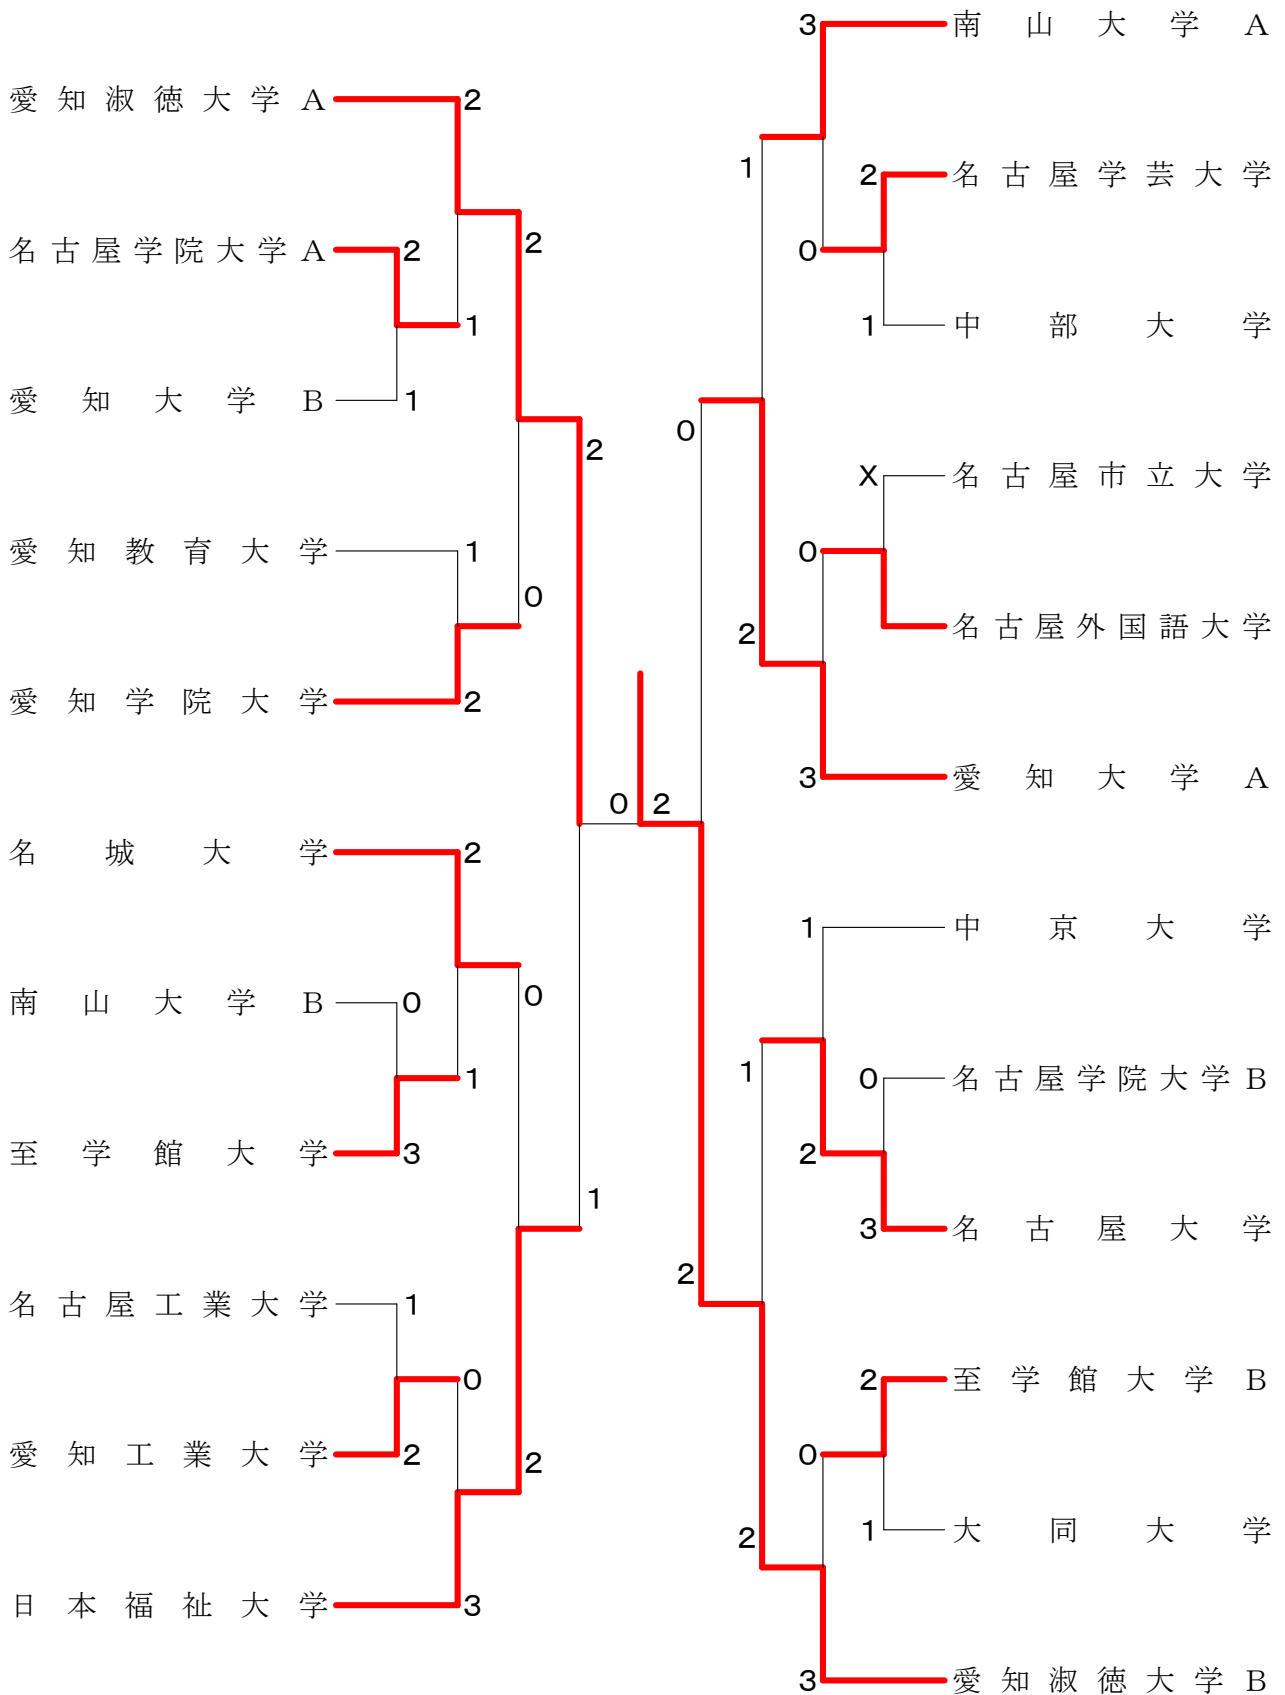 愛知淑徳大学A
2
名古屋学院大学A
2
2
1
愛知大学B
1
2
愛知教育大学
1
0
愛知学院大学
2
0 2
名城大学
2
南山大学B
0
0
1
至学館大学
3
1
名古屋工業大学
1
0
愛知工業大学
2
2
日本福祉大学
3
3
南山大学A
1
2
名古屋学芸大学
0
1
中部大学
0
X
名古屋市立大学
0
2
名古屋外国語大学
3
愛知大学A
1
中京大学
1
0
名古屋学院大学B
2
3
名古屋大学
2
2
至学館大学B
0
2
1
大同大学
3
愛知淑徳大学B